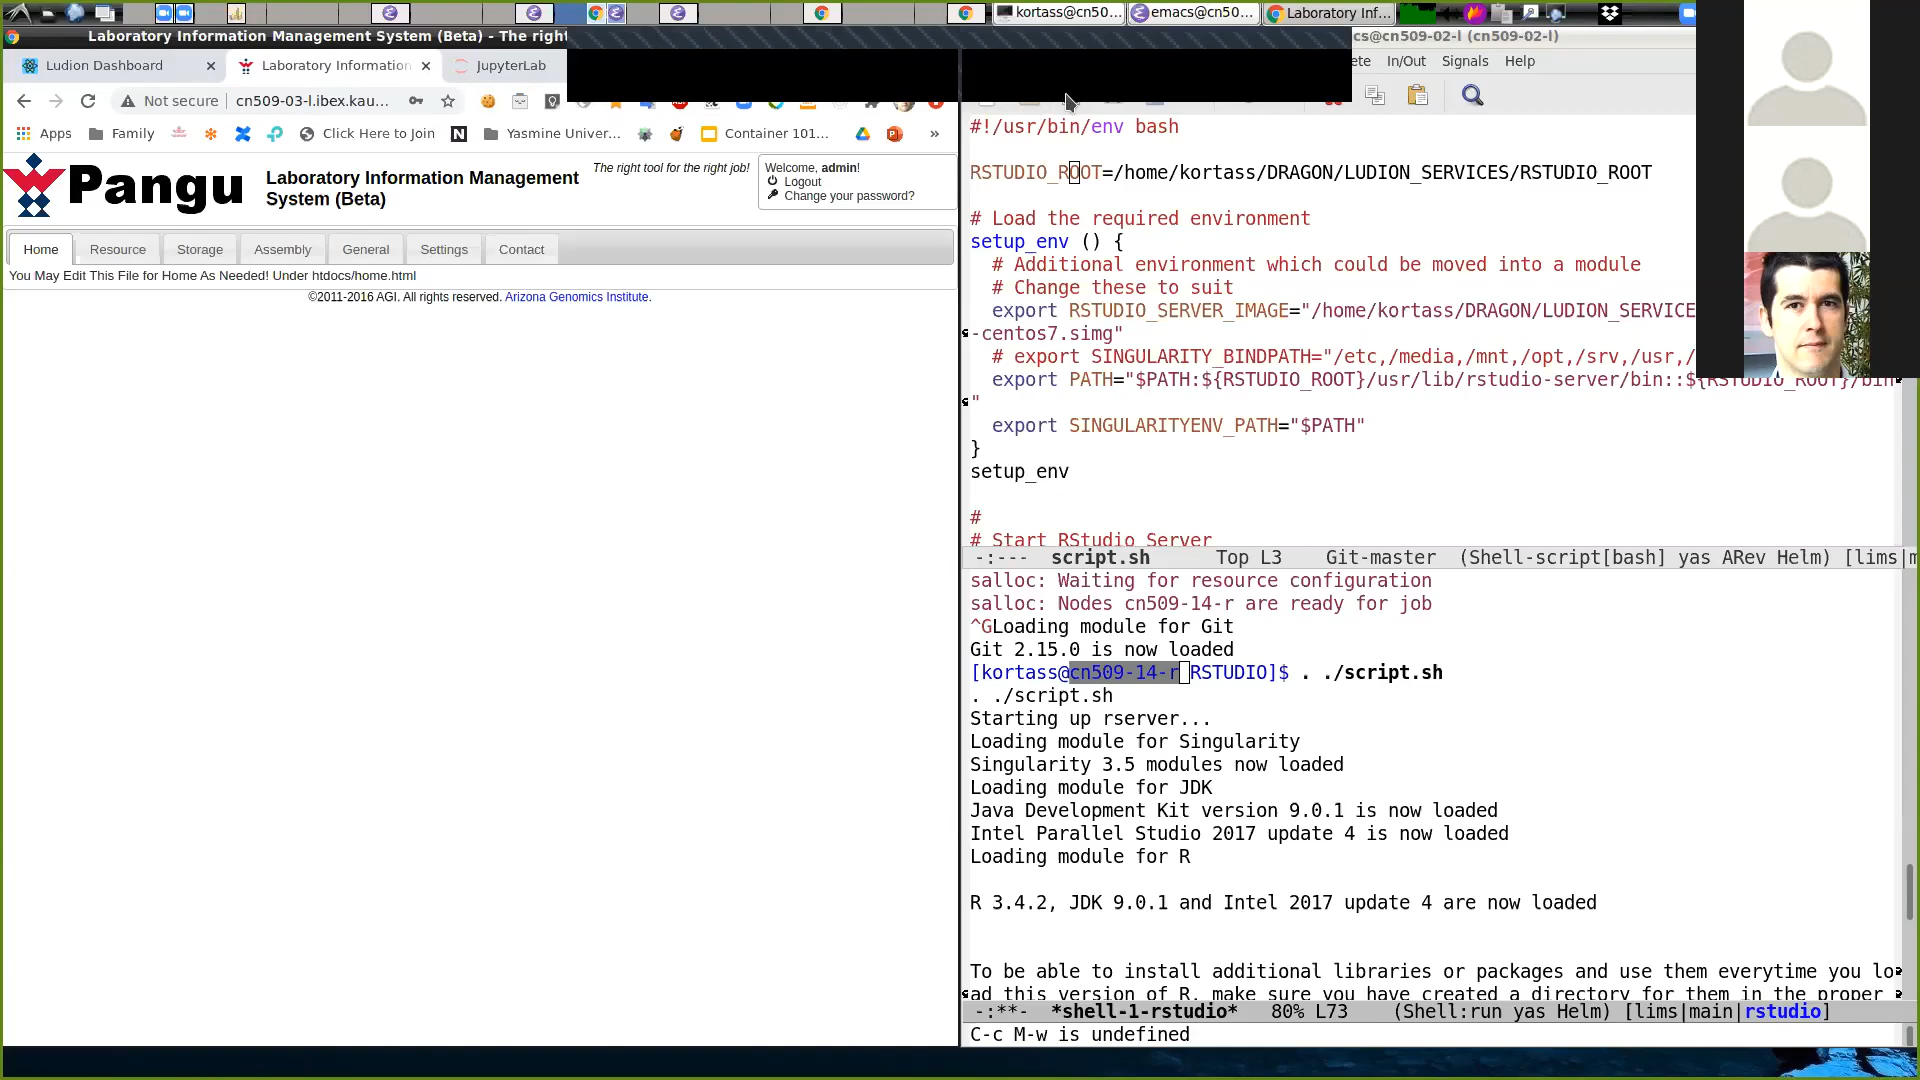 kortass@cn50...
emacs@cn50...
Laboratory Inf...
Laboratory Information Management System (Beta) - The right
cs@cn509-02-l (cn509-02-l)
Ludion Dashboard
Laboratory Information
JupyterLab
ete In/Out Signals Help
Not secure
cn509-03-l.ibex.kau...
Apps
Family
Click Here to Join
Yasmine Univer...
Container 101...
»
Pangu
Laboratory Information Management
System (Beta)
The right tool for the right job!
Welcome, admin!
Logout
Change your password?
Home Resource Storage Assembly General Settings Contact
You May Edit This File for Home As Needed! Under htdocs/home.html
©2011-2016 AGI. All rights reserved. Arizona Genomics Institute.
#!/usr/bin/env bash
RSTUDIO_ROOT=/home/kortass/DRAGON/LUDION_SERVICES/RSTUDIO_ROOT
# Load the required environment
setup_env () {
# Additional environment which could be moved into a module
# Change these to suit
export RSTUDIO_SERVER_IMAGE="/home/kortass/DRAGON/LUDION_SERVICE
-centos7.simg"
# export SINGULARITY_BINDPATH="/etc,/media,/mnt,/opt,/srv,/usr,/
export PATH="$PATH:${RSTUDIO_ROOT}/usr/lib/rstudio-server/bin::${RSTUDIO_ROOT}/bin
"
export SINGULARITYENV_PATH="$PATH"
}
setup_env
#
# Start RStudio Server
-:--- script.sh Top L3 Git-master (Shell-script[bash] yas ARev Helm) [lims|m
salloc: Waiting for resource configuration
salloc: Nodes cn509-14-r are ready for job
^GLoading module for Git
Git 2.15.0 is now loaded
[kortass@cn509-14-r RSTUDIO]$ . ./script.sh
. ./script.sh
Starting up rserver...
Loading module for Singularity
Singularity 3.5 modules now loaded
Loading module for JDK
Java Development Kit version 9.0.1 is now loaded
Intel Parallel Studio 2017 update 4 is now loaded
Loading module for R
R 3.4.2, JDK 9.0.1 and Intel 2017 update 4 are now loaded
To be able to install additional libraries or packages and use them everytime you lo
ad this version of R, make sure you have created a directory for them in the proper
-:**- *shell-1-rstudio* 80% L73 (Shell:run yas Helm) [lims|main|rstudio]
C-c M-w is undefined